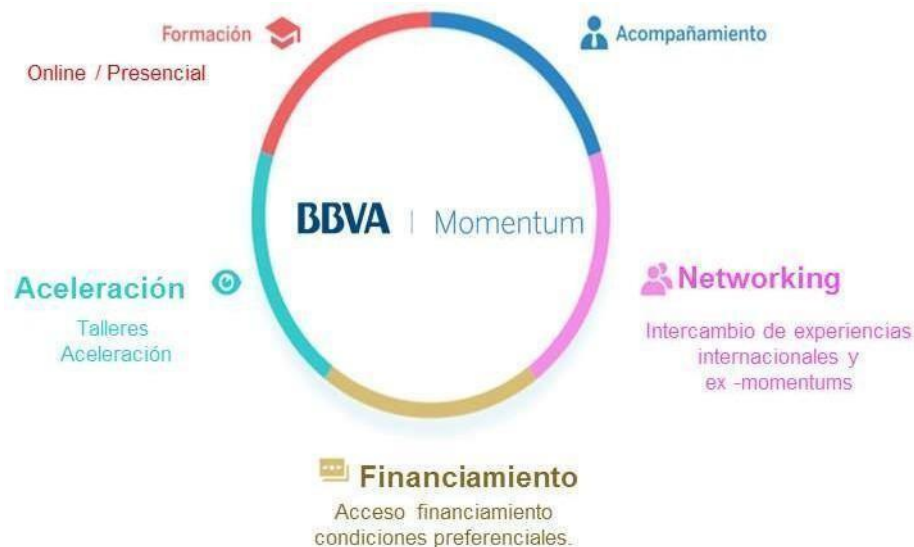 Formación
Acompañamiento
Online / Presencial
BBVA | Momentum
Aceleración
Talleres
Aceleración
Networking
Intercambio de experiencias
internacionales y
ex -momentums
Financiamiento
Acceso financiamiento
condiciones preferenciales.